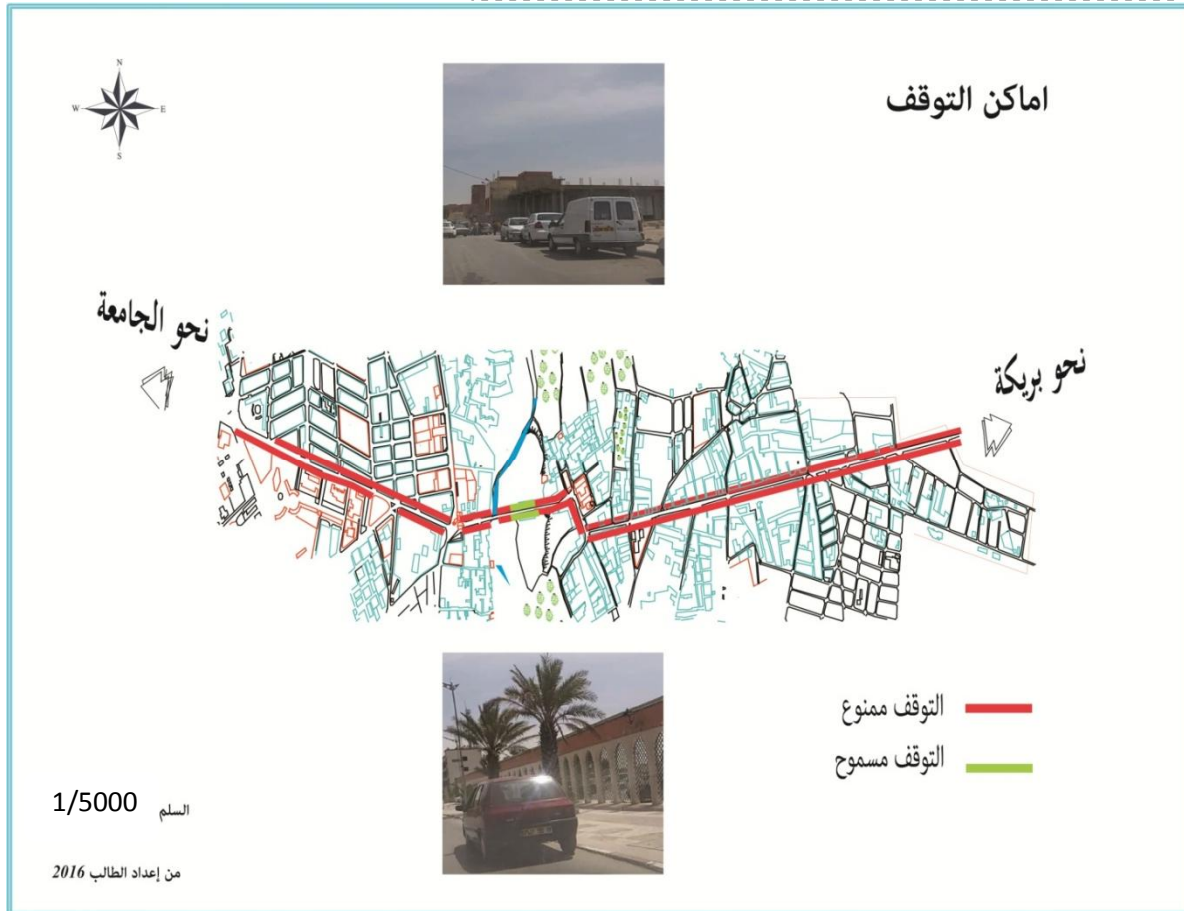 اماكن التوقف
N
W
E
S
نحو الجامعة
نحو بريكة
التوقف ممنوع
التوقف مسموح
السلم 1/5000
من إعداد الطالب 2016